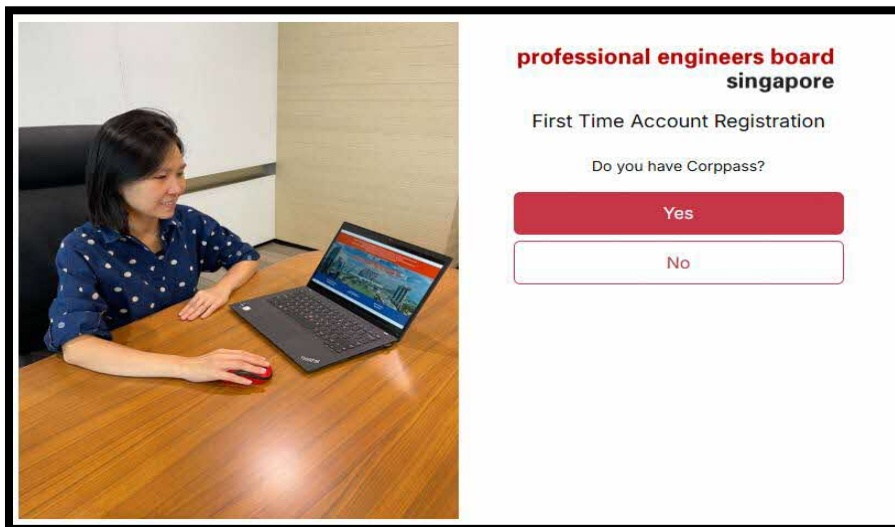 professional engineers board
singapore
First Time Account Registration
Do you have Corppass?
Yes
No